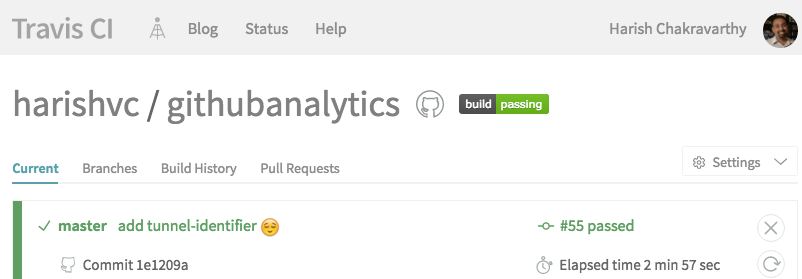 Travis CI Blog Status Help Harish Chakravarthy
harishvc / githubanalytics build passing
Current Branches Build History Pull Requests Settings
master add tunnel-identifier 😌 #55 passed
Commit 1e1209a Elapsed time 2 min 57 sec